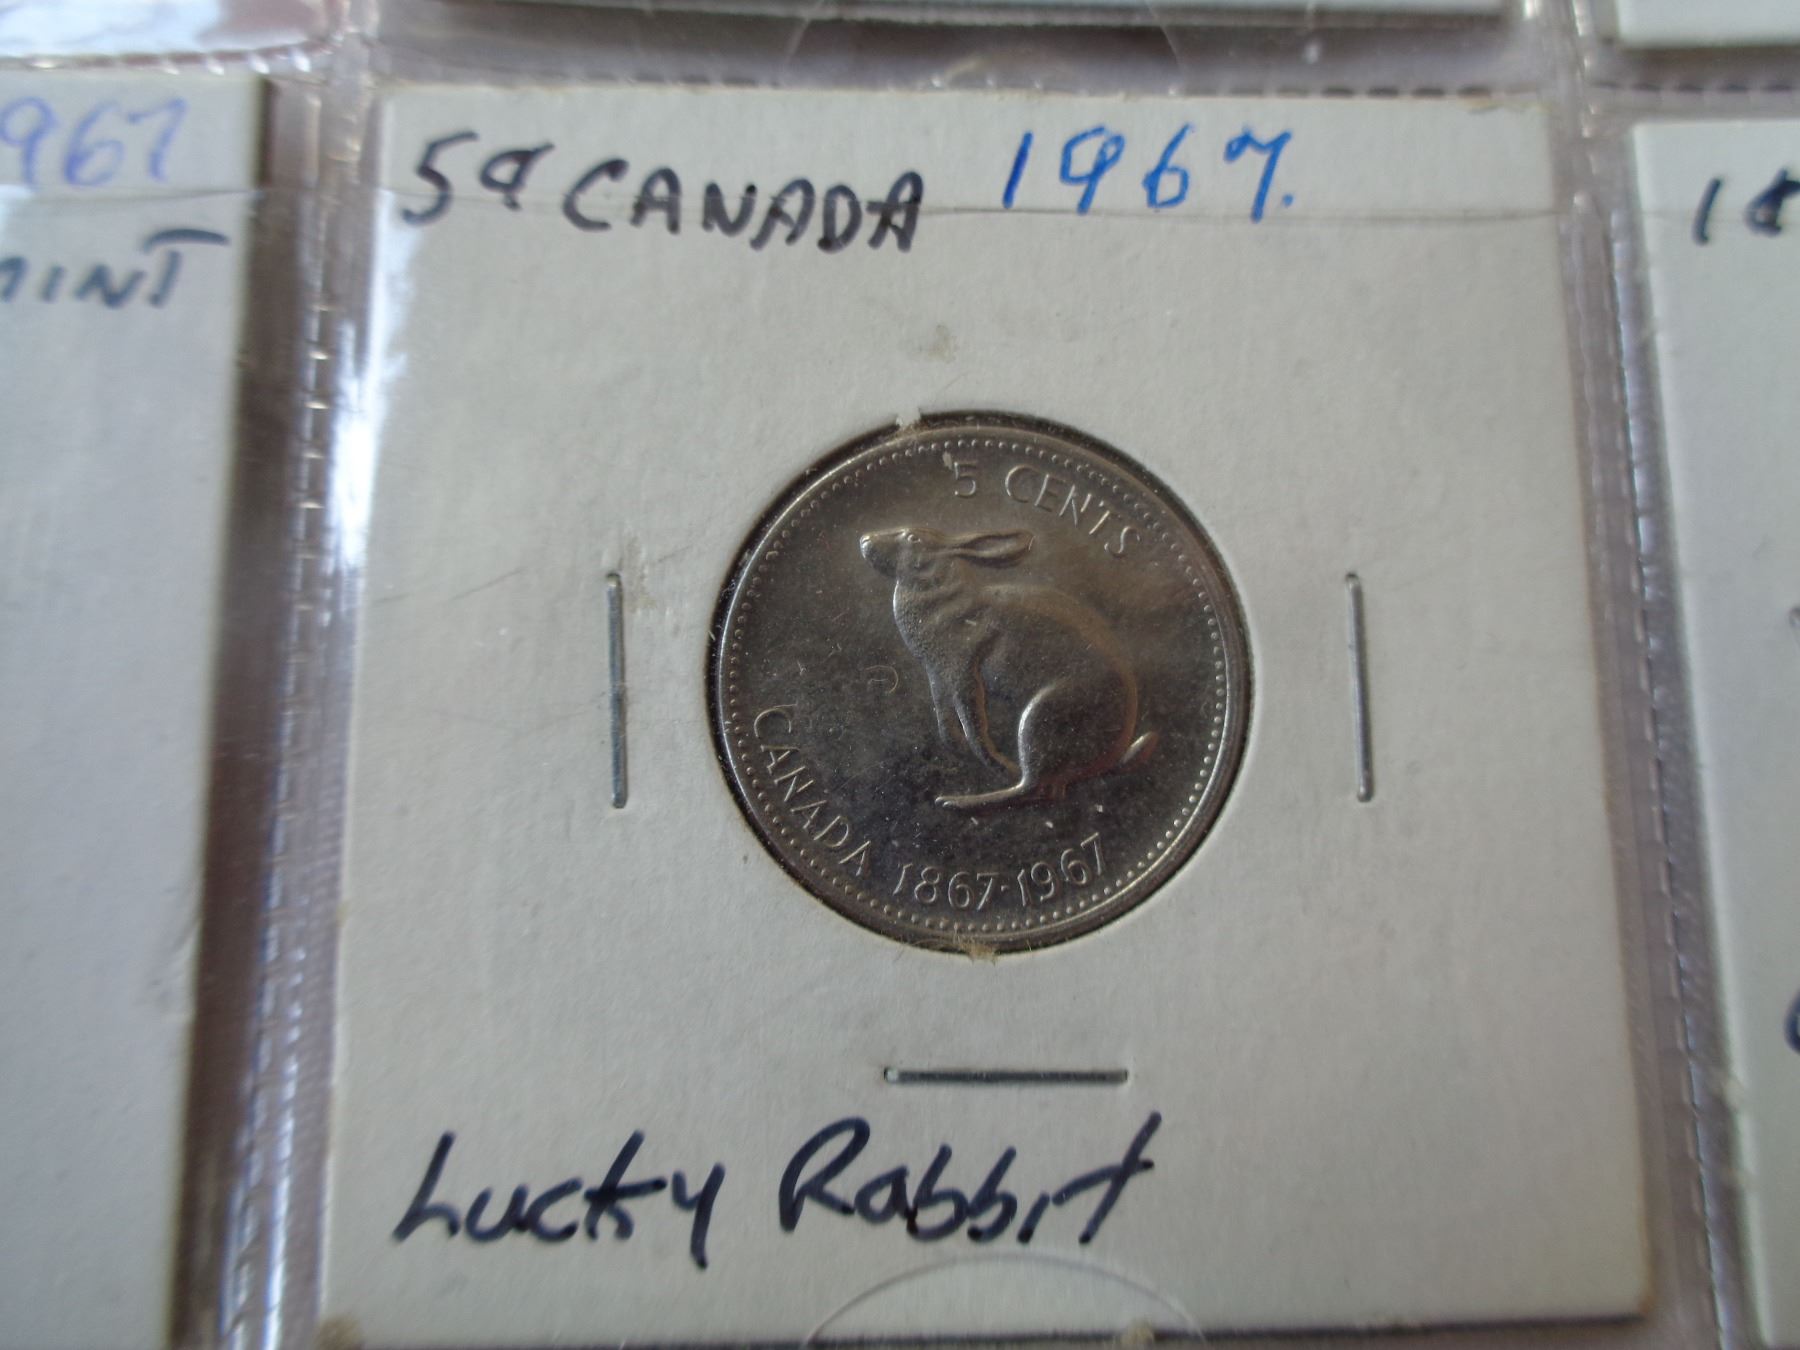 967
MINT
5¢ CANADA 1967.
5 CENTS
CANADA 1867·1967
Lucky Rabbit